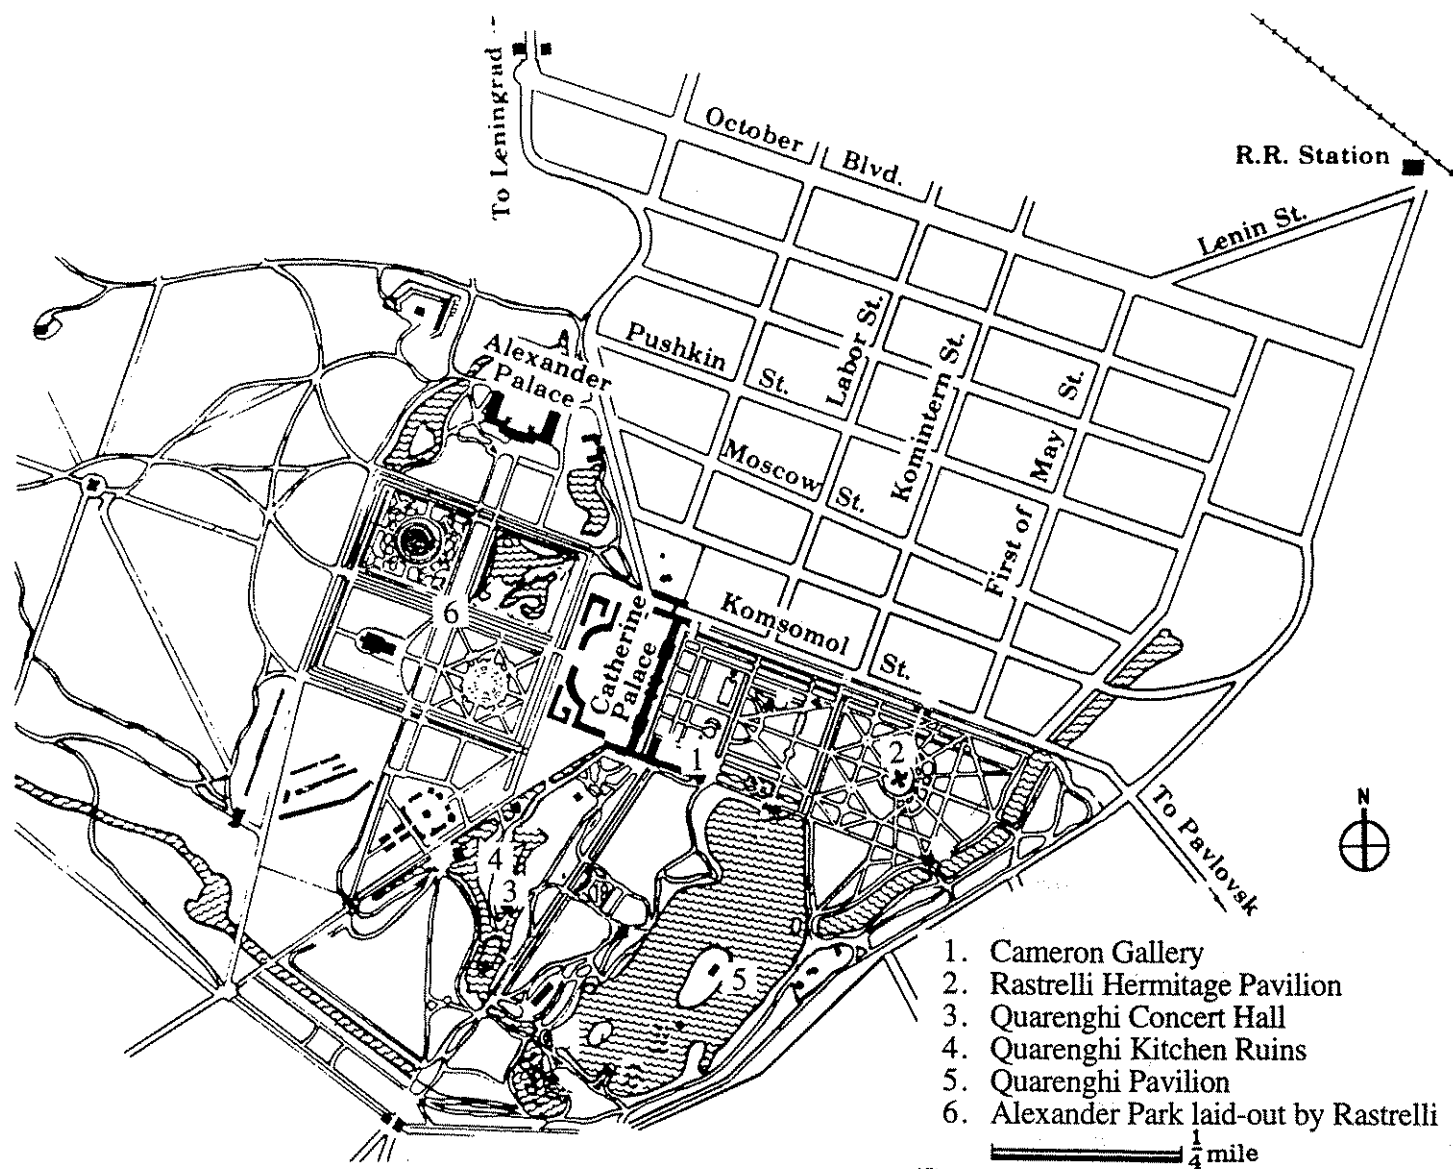 To Leningrad
October Blvd.
R.R. Station
Lenin St.
Pushkin St.
Labor St.
Komintern St.
First of May St.
Moscow St.
Alexander
Palace
Catherine
Palace
Komsomol St.
6
1
2
4
3
5
To Pavlovsk
N
1. Cameron Gallery
2. Rastrelli Hermitage Pavilion
3. Quarenghi Concert Hall
4. Quarenghi Kitchen Ruins
5. Quarenghi Pavilion
6. Alexander Park laid-out by Rastrelli
1/4 mile